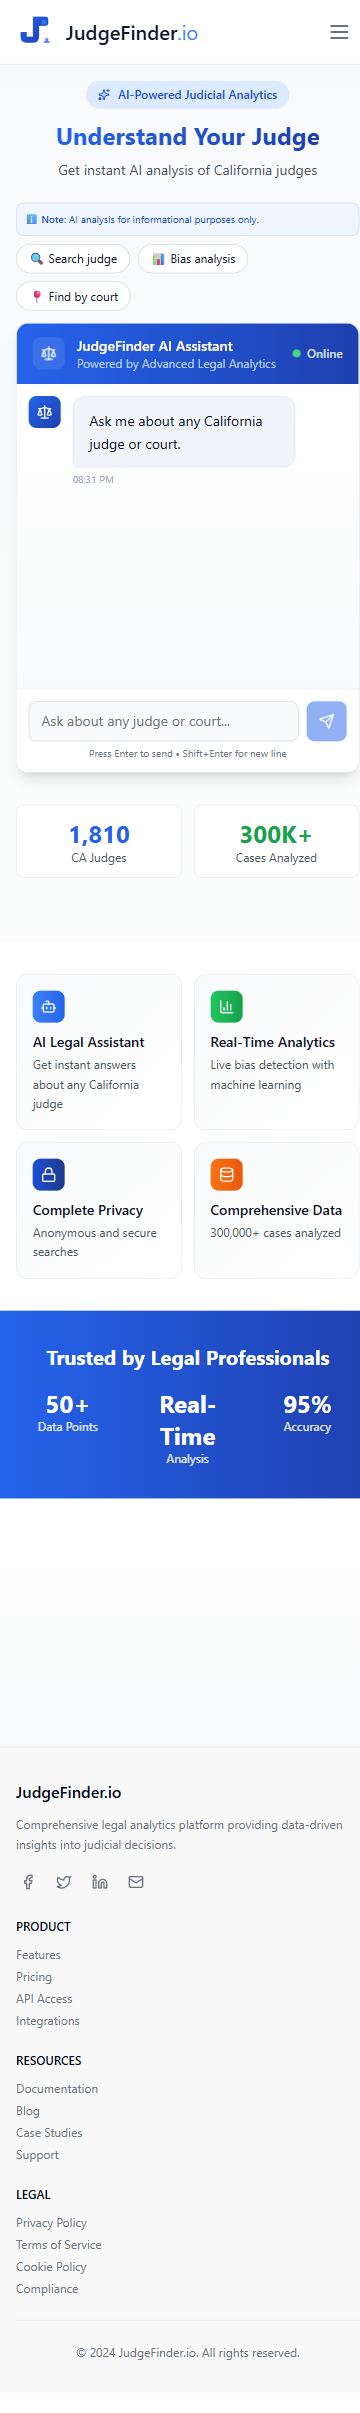 JudgeFinder.io
AI-Powered Judicial Analytics
Understand Your Judge
Get instant AI analysis of California judges
Note: AI analysis for informational purposes only.
Search judge
Bias analysis
Find by court
JudgeFinder AI Assistant
Powered by Advanced Legal Analytics
Online
Ask me about any California
judge or court.
08:31 PM
Ask about any judge or court...
Press Enter to send • Shift+Enter for new line
1,810
CA Judges
300K+
Cases Analyzed
AI Legal Assistant
Get instant answers
about any California
judge
Real-Time Analytics
Live bias detection with
machine learning
Complete Privacy
Anonymous and secure
searches
Comprehensive Data
300,000+ cases analyzed
Trusted by Legal Professionals
50+
Data Points
Real-
Time
Analysis
95%
Accuracy
JudgeFinder.io
Comprehensive legal analytics platform providing data-driven
insights into judicial decisions.
PRODUCT
Features
Pricing
API Access
Integrations
RESOURCES
Documentation
Blog
Case Studies
Support
LEGAL
Privacy Policy
Terms of Service
Cookie Policy
Compliance
© 2024 JudgeFinder.io. All rights reserved.